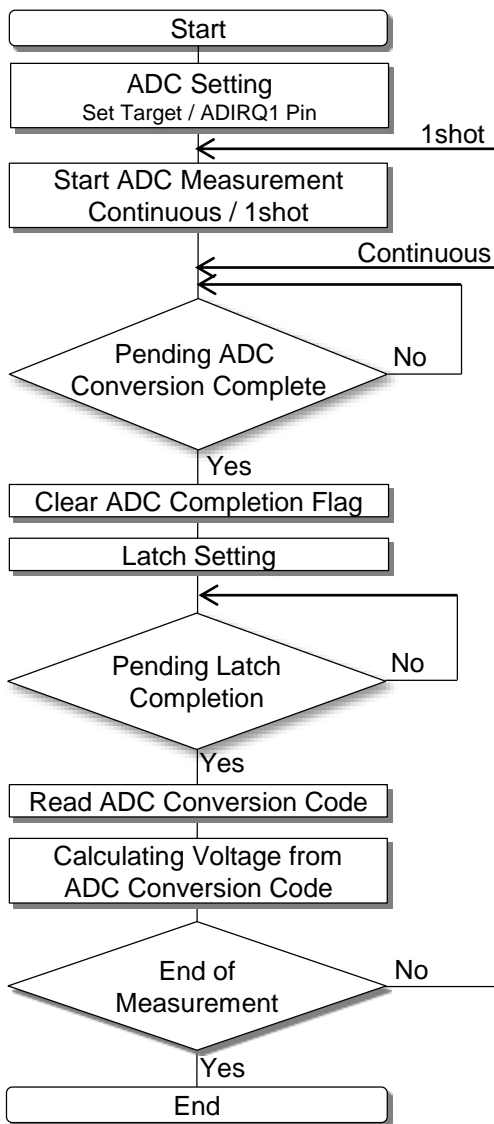 Start
ADC Setting
Set Target / ADIRQ1 Pin
1shot
Start ADC Measurement
Continuous / 1shot
Continuous
Pending ADC
Conversion Complete
No
Yes
Clear ADC Completion Flag
Latch Setting
Pending Latch
Completion
No
Yes
Read ADC Conversion Code
Calculating Voltage from
ADC Conversion Code
End of
Measurement
No
Yes
End